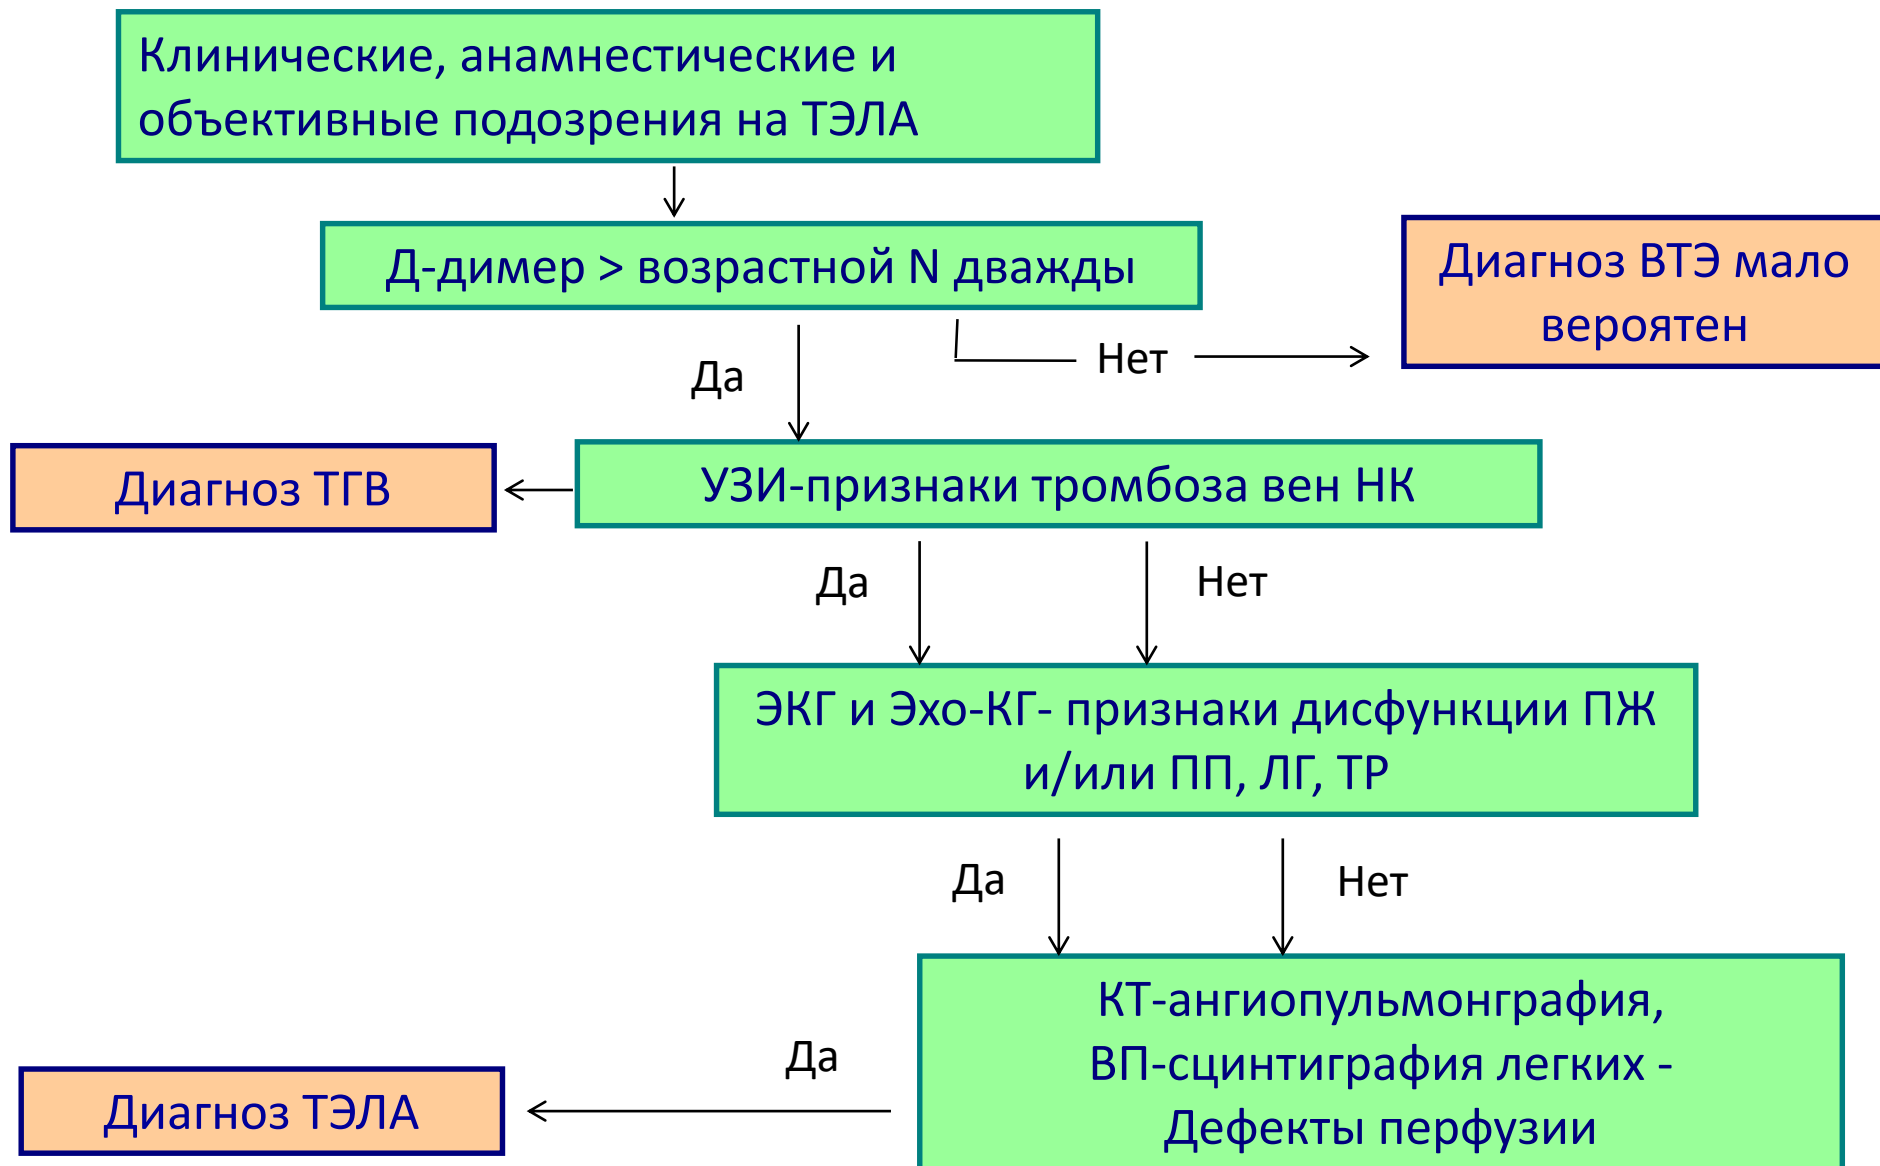 Клинические, анамнестические и
объективные подозрения на ТЭЛА
Д-димер > возрастной N дважды
Диагноз ВТЭ мало
вероятен
Да
Нет
Диагноз ТГВ
УЗИ-признаки тромбоза вен НК
Да
Нет
ЭКГ и Эхо-КГ- признаки дисфункции ПЖ
и/или ПП, ЛГ, ТР
Да
Нет
КТ-ангиопульмонграфия,
ВП-сцинтиграфия легких -
Дефекты перфузии
Да
Диагноз ТЭЛА